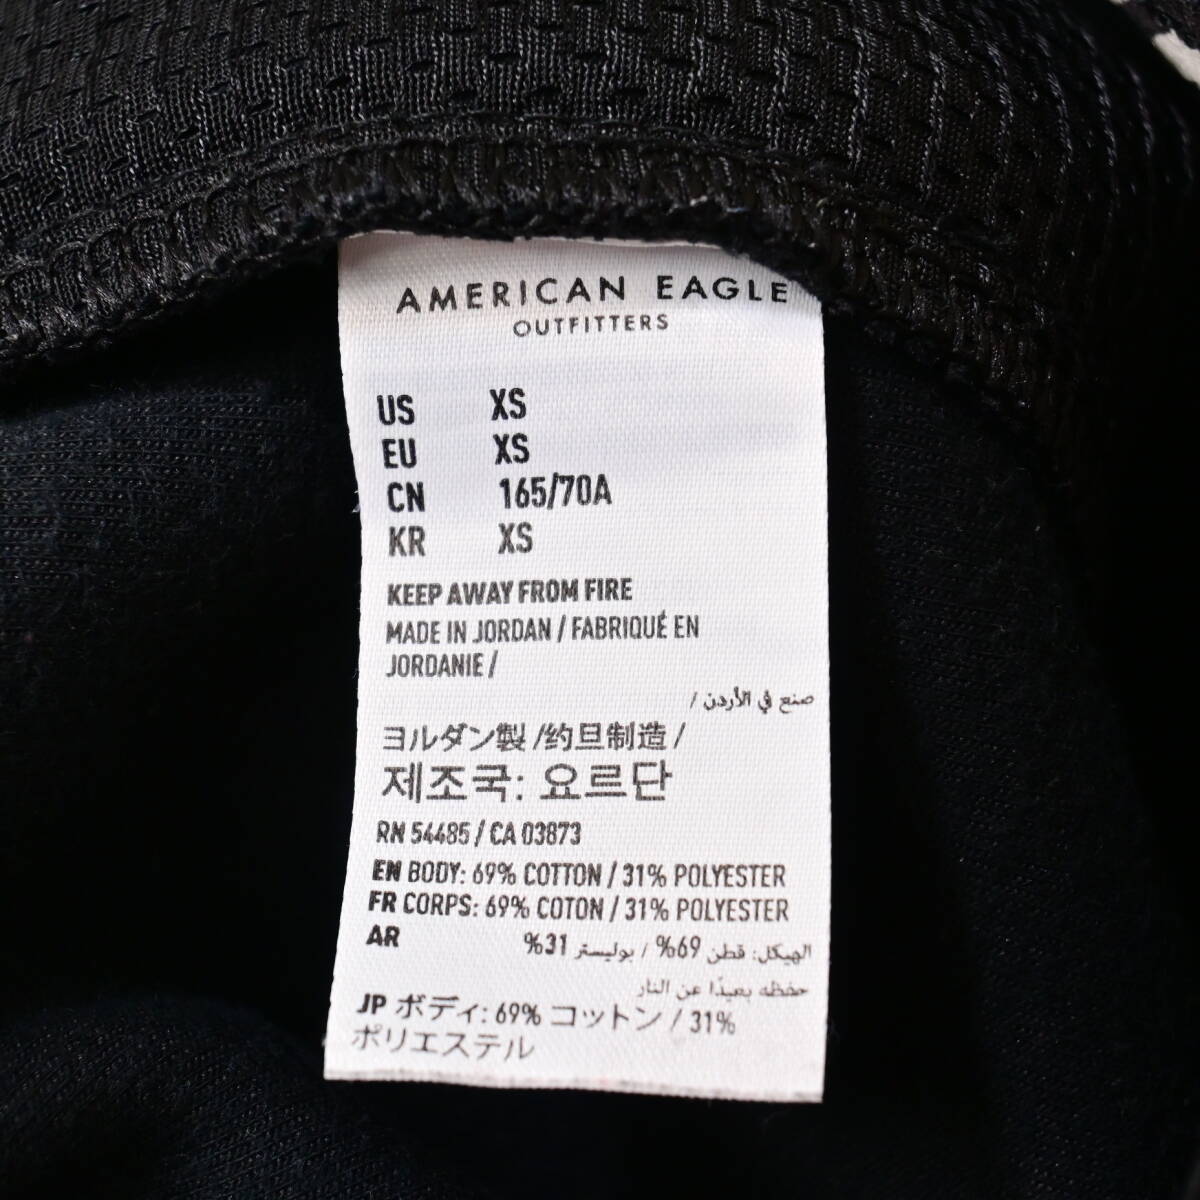 AMERICAN EAGLE
OUTFITTERS
US XS
EU XS
CN 165/70A
KR XS
KEEP AWAY FROM FIRE
MADE IN JORDAN / FABRIQUÉ EN
JORDANIE /
صنع في الأردن /
ヨルダン製 /约旦制造 /
제조국: 요르단
RN 54485 / CA 03873
EN BODY: 69% COTTON / 31% POLYESTER
FR CORPS: 69% COTON / 31% POLYESTER
AR الهيكل: قطن 69% / بوليستر 31%
حفظه بعيدًا عن النار
JP ボディ: 69% コットン / 31%
ポリエステル